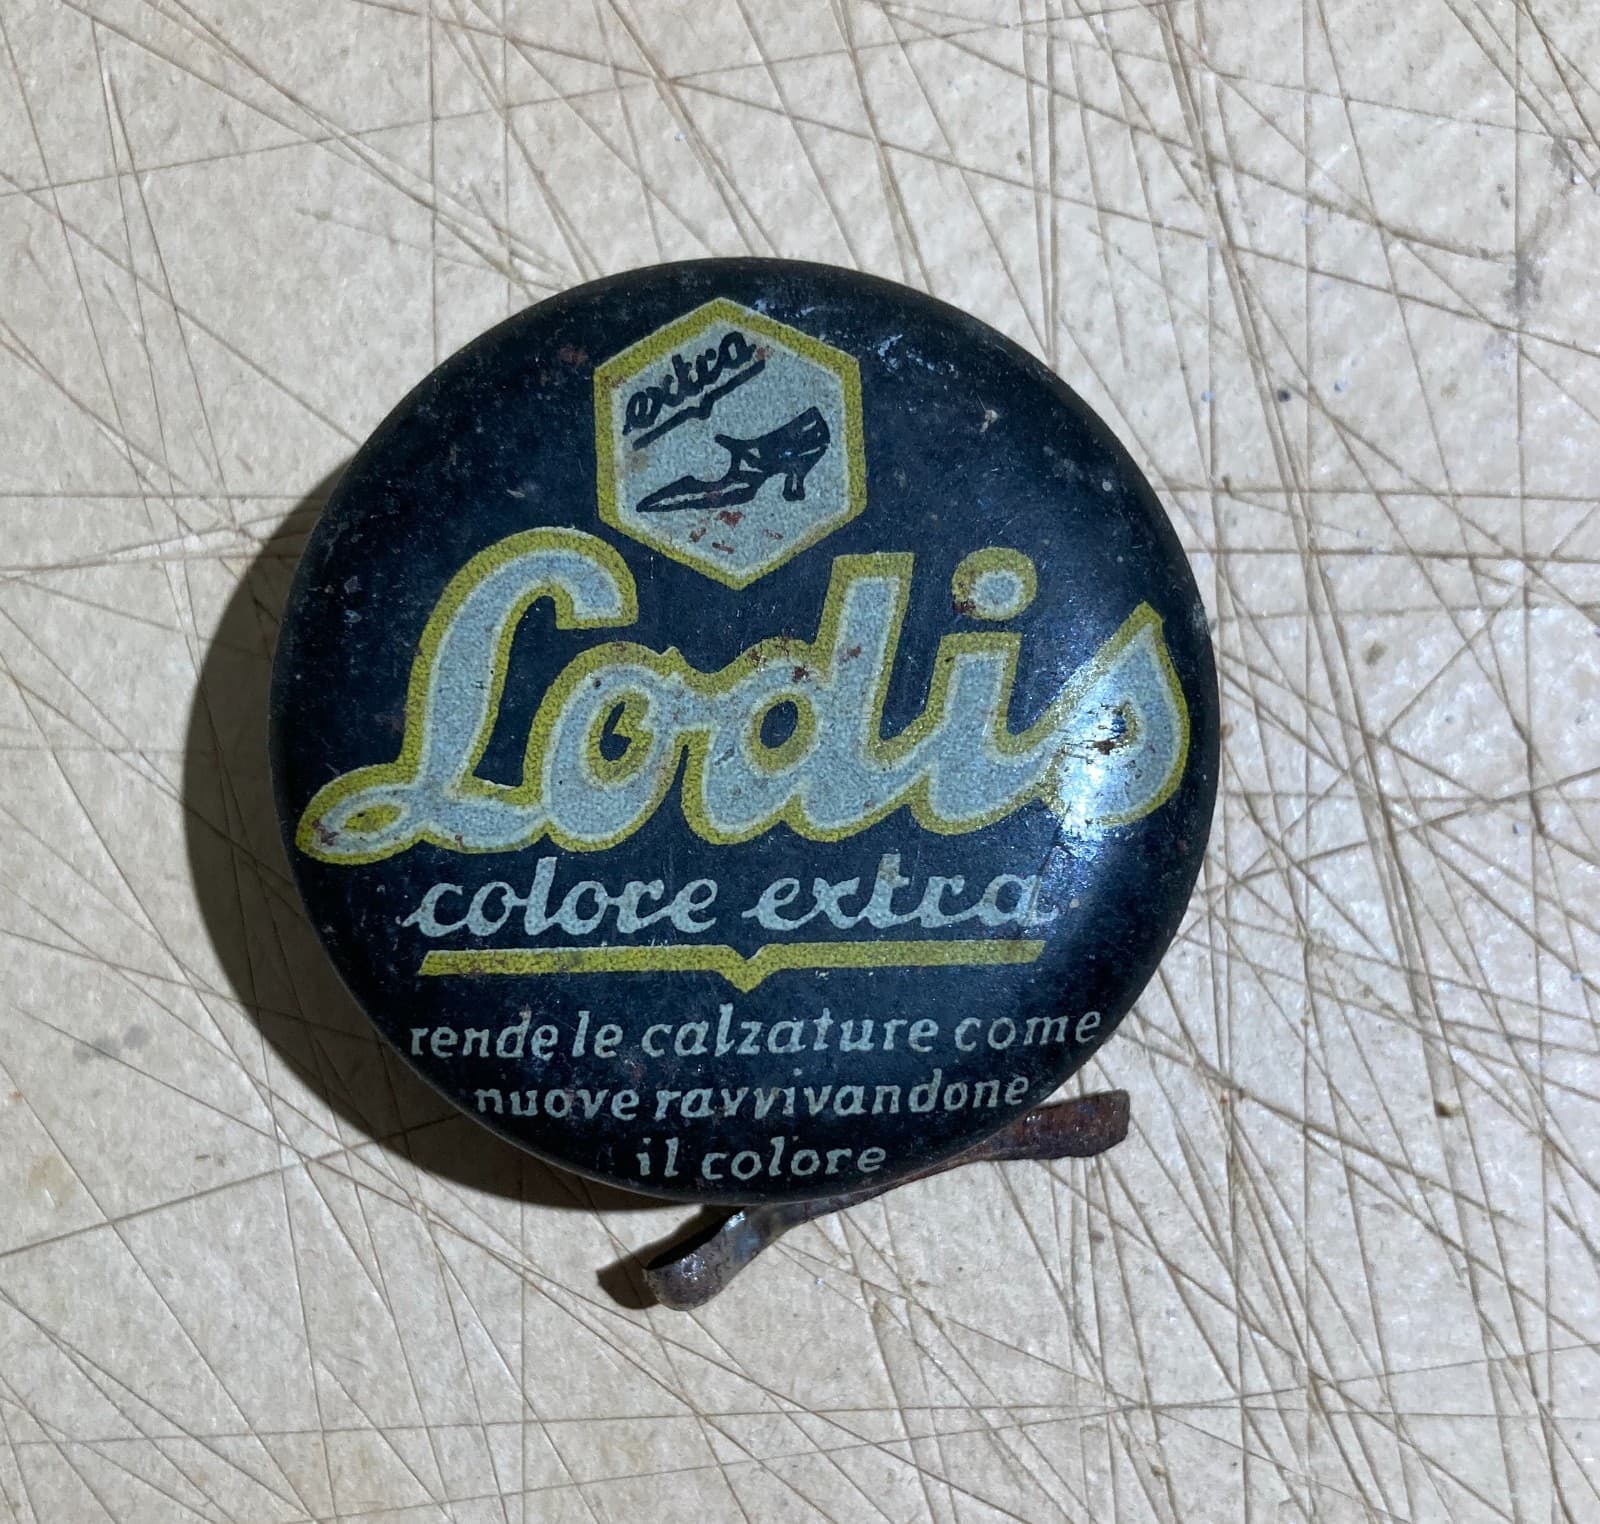 extra
Lodis
colore extra
rende le calzature come
nuove ravvivandone
il colore